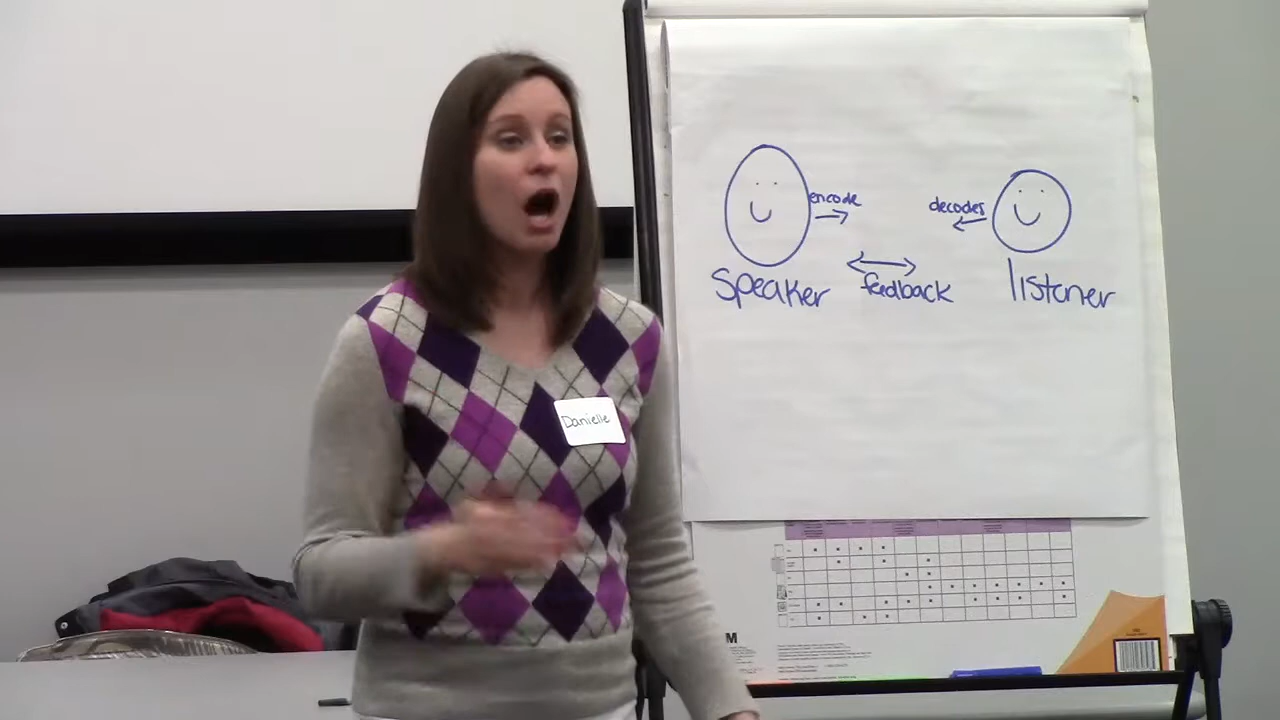 encode
decodes
speaker
feedback
listener
Danielle
M